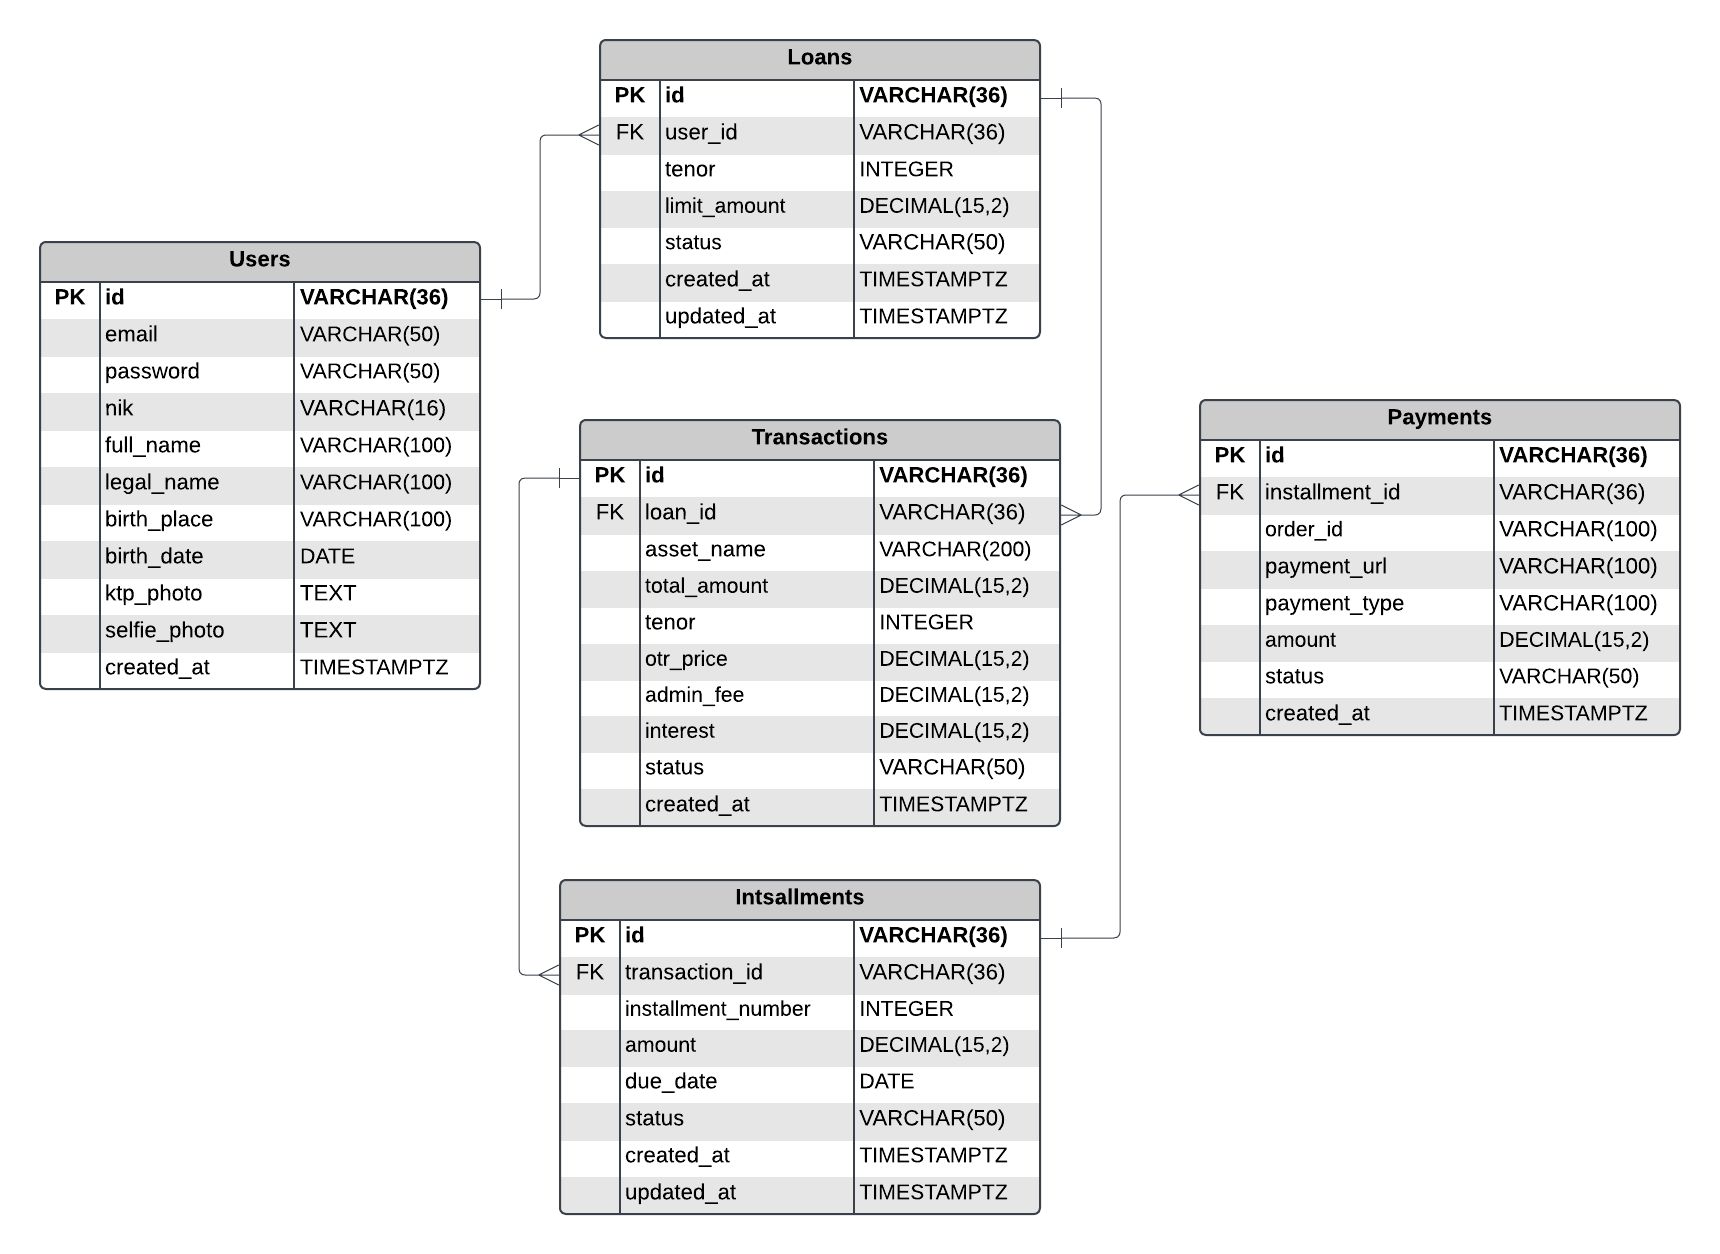 Loans
PK id VARCHAR(36)
FK user_id VARCHAR(36)
tenor INTEGER
limit_amount DECIMAL(15,2)
status VARCHAR(50)
created_at TIMESTAMPTZ
updated_at TIMESTAMPTZ
Users
PK id VARCHAR(36)
email VARCHAR(50)
password VARCHAR(50)
nik VARCHAR(16)
full_name VARCHAR(100)
legal_name VARCHAR(100)
birth_place VARCHAR(100)
birth_date DATE
ktp_photo TEXT
selfie_photo TEXT
created_at TIMESTAMPTZ
Transactions
PK id VARCHAR(36)
FK loan_id VARCHAR(36)
asset_name VARCHAR(200)
total_amount DECIMAL(15,2)
tenor INTEGER
otr_price DECIMAL(15,2)
admin_fee DECIMAL(15,2)
interest DECIMAL(15,2)
status VARCHAR(50)
created_at TIMESTAMPTZ
Payments
PK id VARCHAR(36)
FK installment_id VARCHAR(36)
order_id VARCHAR(100)
payment_url VARCHAR(100)
payment_type VARCHAR(100)
amount DECIMAL(15,2)
status VARCHAR(50)
created_at TIMESTAMPTZ
Intsallments
PK id VARCHAR(36)
FK transaction_id VARCHAR(36)
installment_number INTEGER
amount DECIMAL(15,2)
due_date DATE
status VARCHAR(50)
created_at TIMESTAMPTZ
updated_at TIMESTAMPTZ